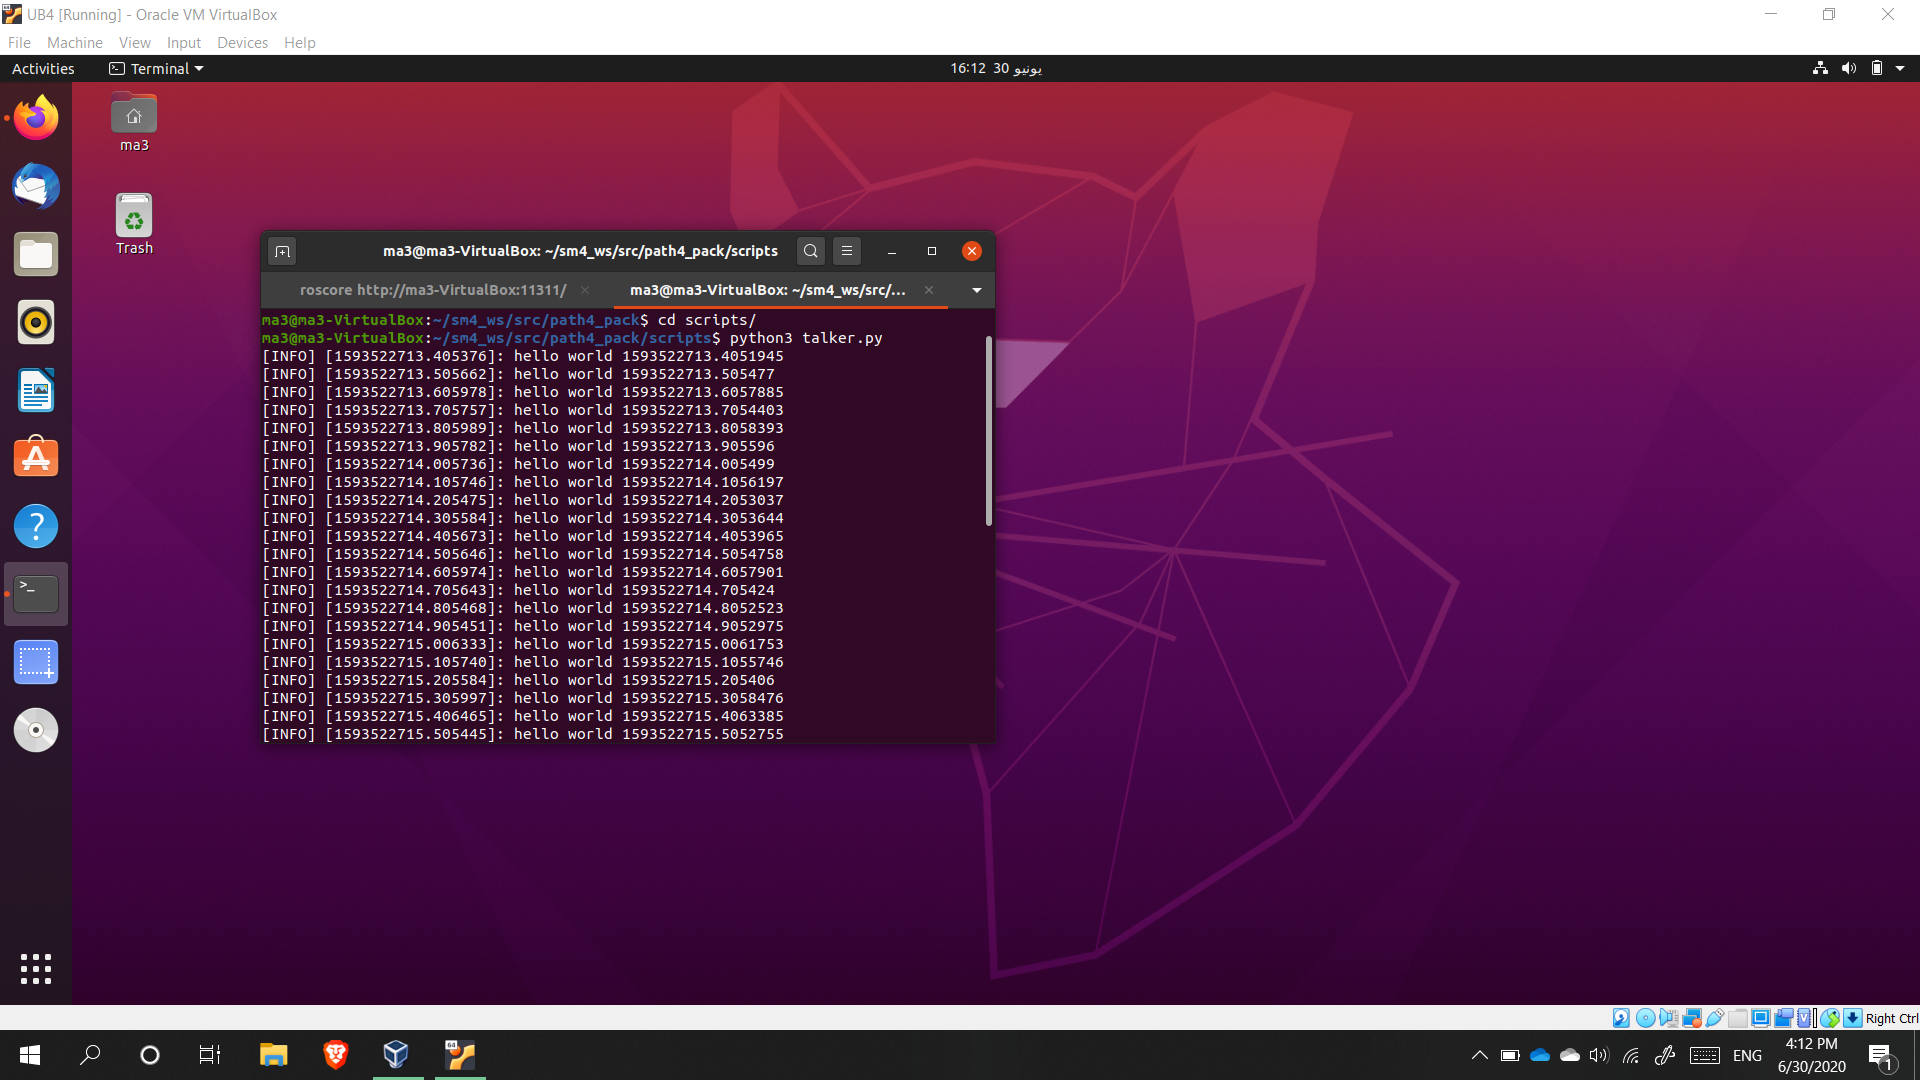 UB4 [Running] - Oracle VM VirtualBox
File Machine View Input Devices Help
Activities Terminal 16:12 30 يونيو
ma3
Trash
ma3@ma3-VirtualBox: ~/sm4_ws/src/path4_pack/scripts
roscore http://ma3-VirtualBox:11311/ ma3@ma3-VirtualBox: ~/sm4_ws/src/...
ma3@ma3-VirtualBox:~/sm4_ws/src/path4_pack$ cd scripts/
ma3@ma3-VirtualBox:~/sm4_ws/src/path4_pack/scripts$ python3 talker.py
[INFO] [1593522713.405376]: hello world 1593522713.4051945
[INFO] [1593522713.505662]: hello world 1593522713.505477
[INFO] [1593522713.605978]: hello world 1593522713.6057885
[INFO] [1593522713.705757]: hello world 1593522713.7054403
[INFO] [1593522713.805989]: hello world 1593522713.8058393
[INFO] [1593522713.905782]: hello world 1593522713.905596
[INFO] [1593522714.005736]: hello world 1593522714.005499
[INFO] [1593522714.105746]: hello world 1593522714.1056197
[INFO] [1593522714.205475]: hello world 1593522714.2053037
[INFO] [1593522714.305584]: hello world 1593522714.3053644
[INFO] [1593522714.405673]: hello world 1593522714.4053965
[INFO] [1593522714.505646]: hello world 1593522714.5054758
[INFO] [1593522714.605974]: hello world 1593522714.6057901
[INFO] [1593522714.705643]: hello world 1593522714.705424
[INFO] [1593522714.805468]: hello world 1593522714.8052523
[INFO] [1593522714.905451]: hello world 1593522714.9052975
[INFO] [1593522715.006333]: hello world 1593522715.0061753
[INFO] [1593522715.105740]: hello world 1593522715.1055746
[INFO] [1593522715.205584]: hello world 1593522715.205406
[INFO] [1593522715.305997]: hello world 1593522715.3058476
[INFO] [1593522715.406465]: hello world 1593522715.4063385
[INFO] [1593522715.505445]: hello world 1593522715.5052755
Right Ctrl
64
ENG
4:12 PM
6/30/2020
1